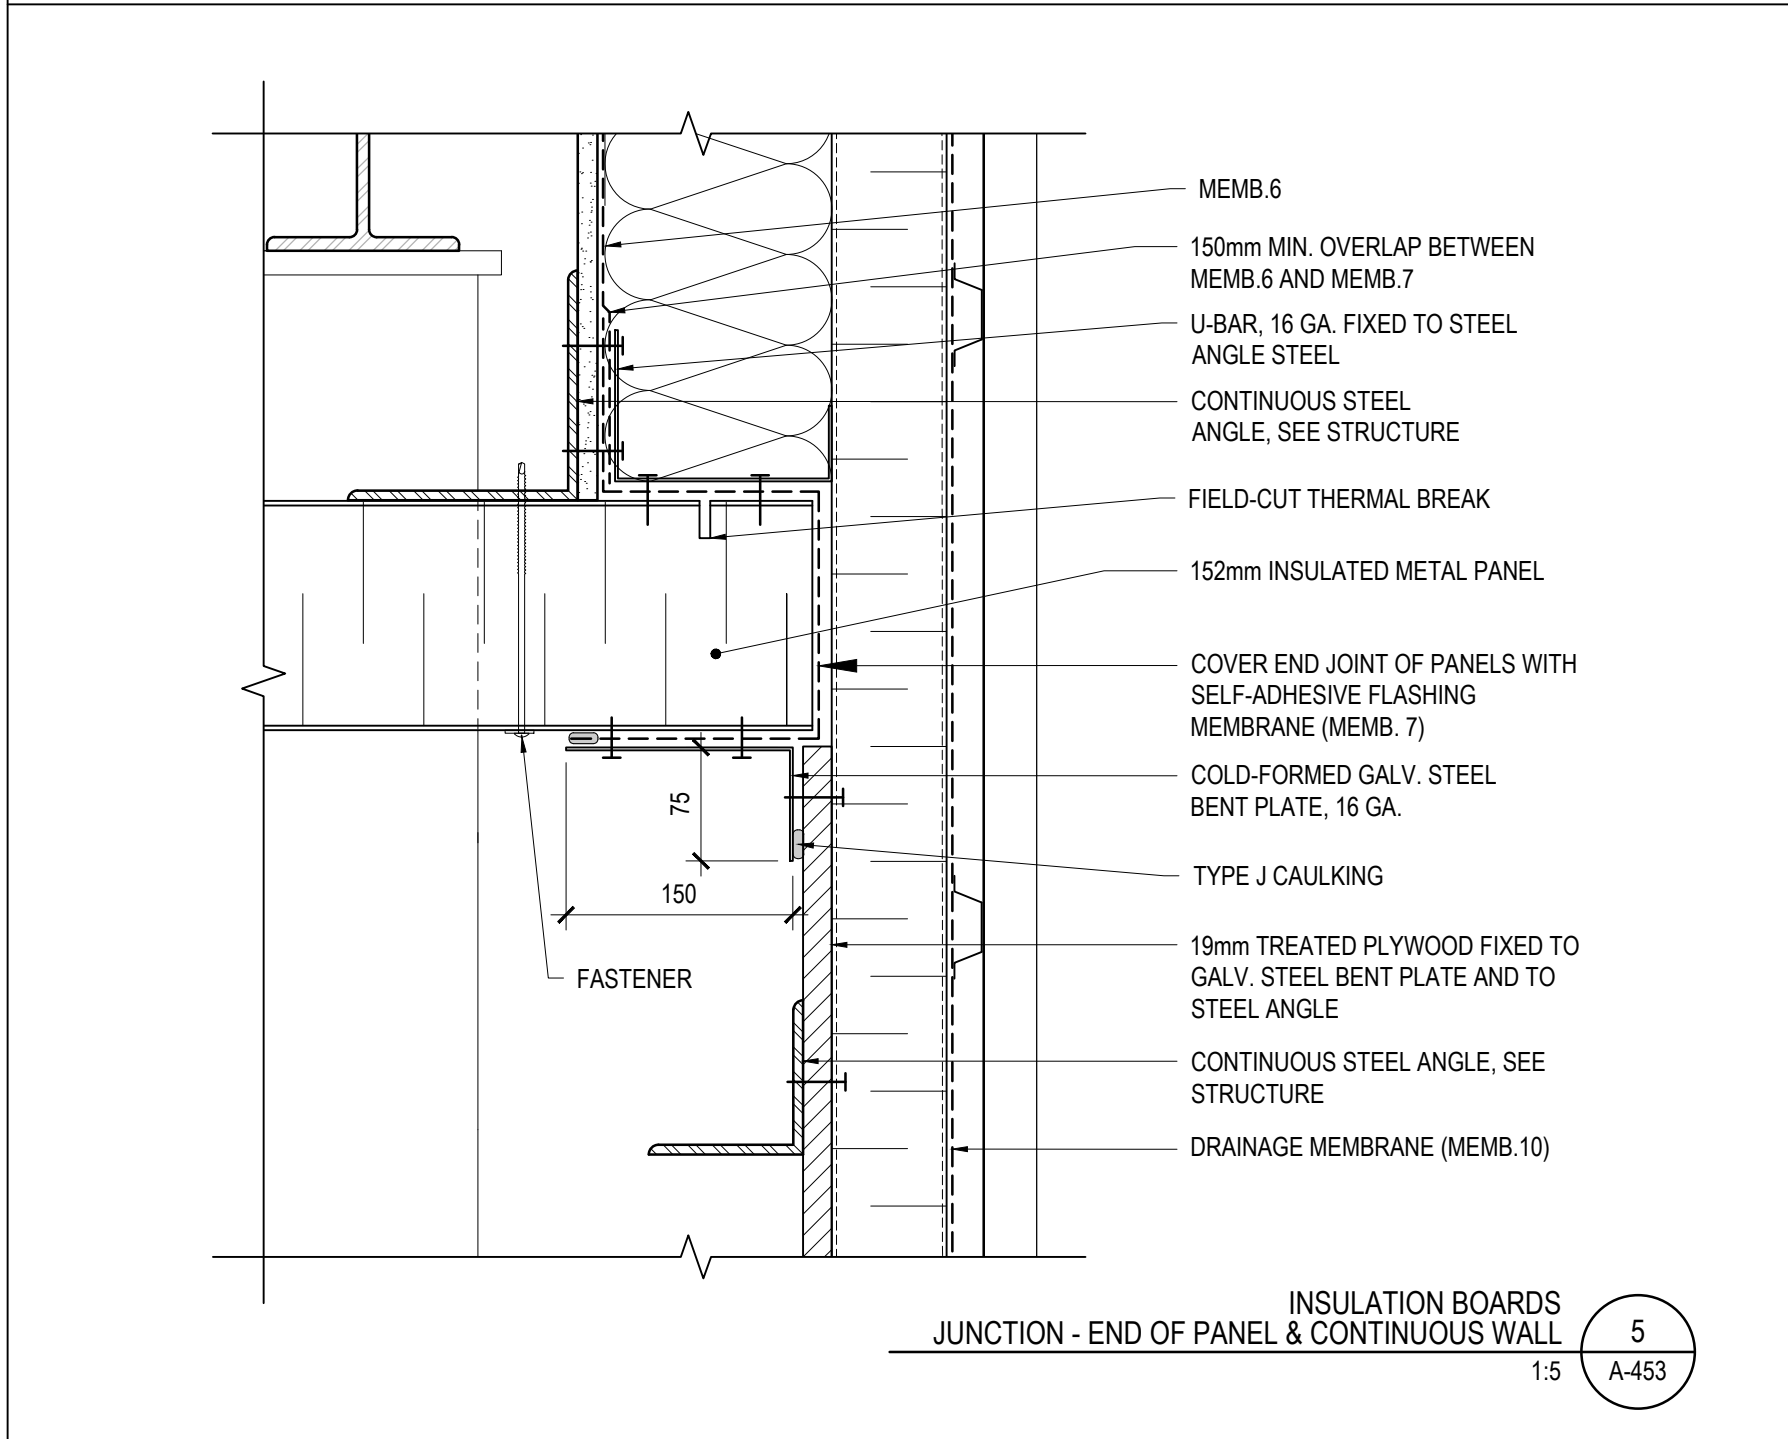 MEMB.6
150mm MIN. OVERLAP BETWEEN
MEMB.6 AND MEMB.7
U-BAR, 16 GA. FIXED TO STEEL
ANGLE STEEL
CONTINUOUS STEEL
ANGLE, SEE STRUCTURE
FIELD-CUT THERMAL BREAK
152mm INSULATED METAL PANEL
COVER END JOINT OF PANELS WITH
SELF-ADHESIVE FLASHING
MEMBRANE (MEMB. 7)
COLD-FORMED GALV. STEEL
BENT PLATE, 16 GA.
75
TYPE J CAULKING
150
19mm TREATED PLYWOOD FIXED TO
GALV. STEEL BENT PLATE AND TO
STEEL ANGLE
FASTENER
CONTINUOUS STEEL ANGLE, SEE
STRUCTURE
DRAINAGE MEMBRANE (MEMB.10)
INSULATION BOARDS
JUNCTION - END OF PANEL & CONTINUOUS WALL
5
1:5
A-453